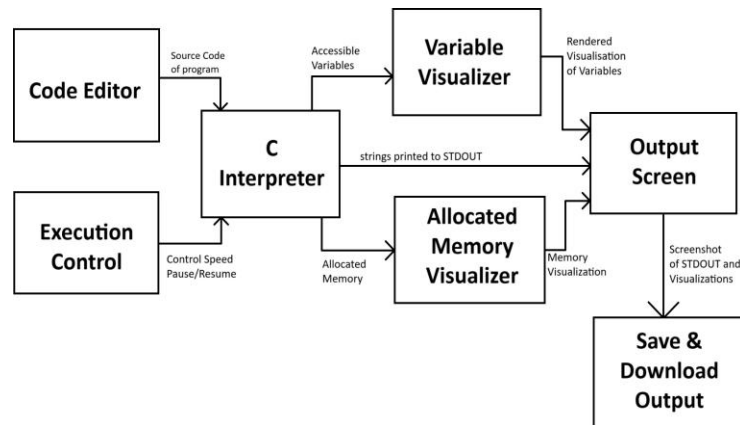 Code Editor
Source Code
of program
Accessible
Variables
Variable
Visualizer
Rendered
Visualisation
of Variables
C
Interpreter
strings printed to STDOUT
Output
Screen
Execution
Control
Control Speed
Pause/Resume
Allocated
Memory
Allocated
Memory
Visualizer
Memory
Visualization
Screenshot
of STDOUT and
Visualizations
Save &
Download
Output